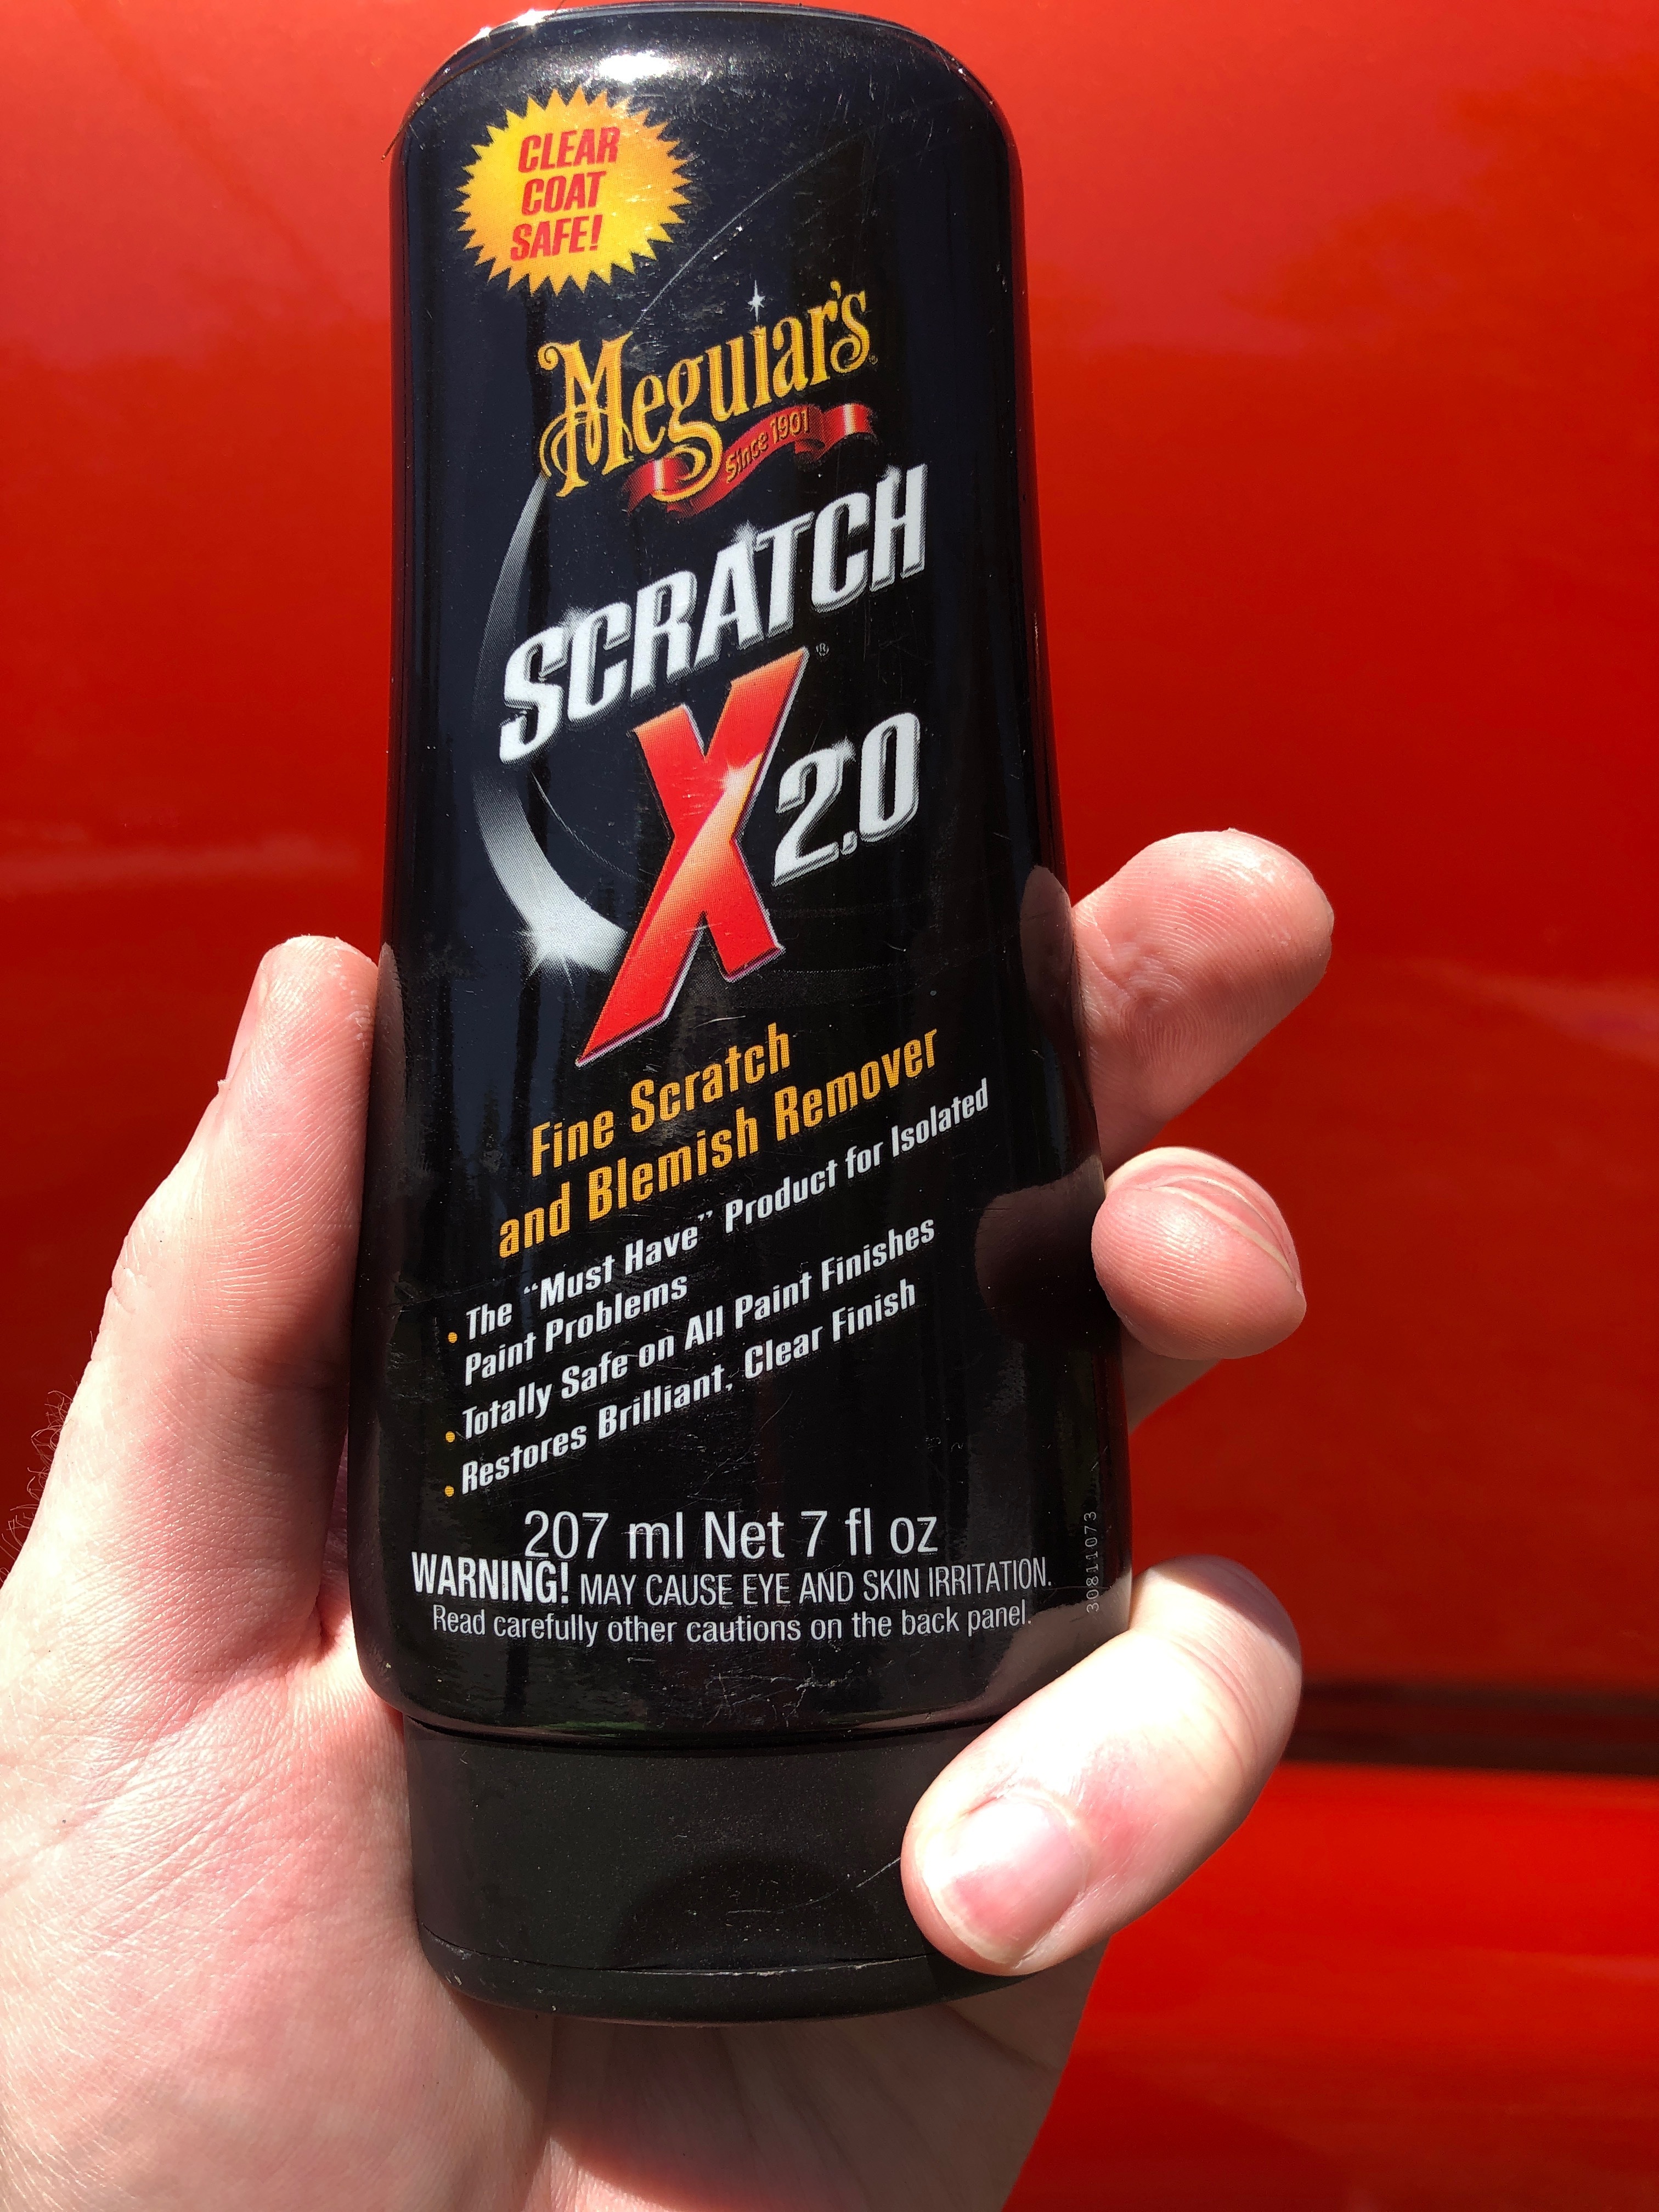 CLEAR
COAT
SAFE!
Meguiar's
Since 1901
SCRATCH
X® 2.0
Fine Scratch
and Blemish Remover
• The “Must Have” Product for Isolated
Paint Problems
• Totally Safe on All Paint Finishes
• Restores Brilliant, Clear Finish
207 ml Net 7 fl oz
WARNING! MAY CAUSE EYE AND SKIN IRRITATION.
Read carefully other cautions on the back panel.
30811073